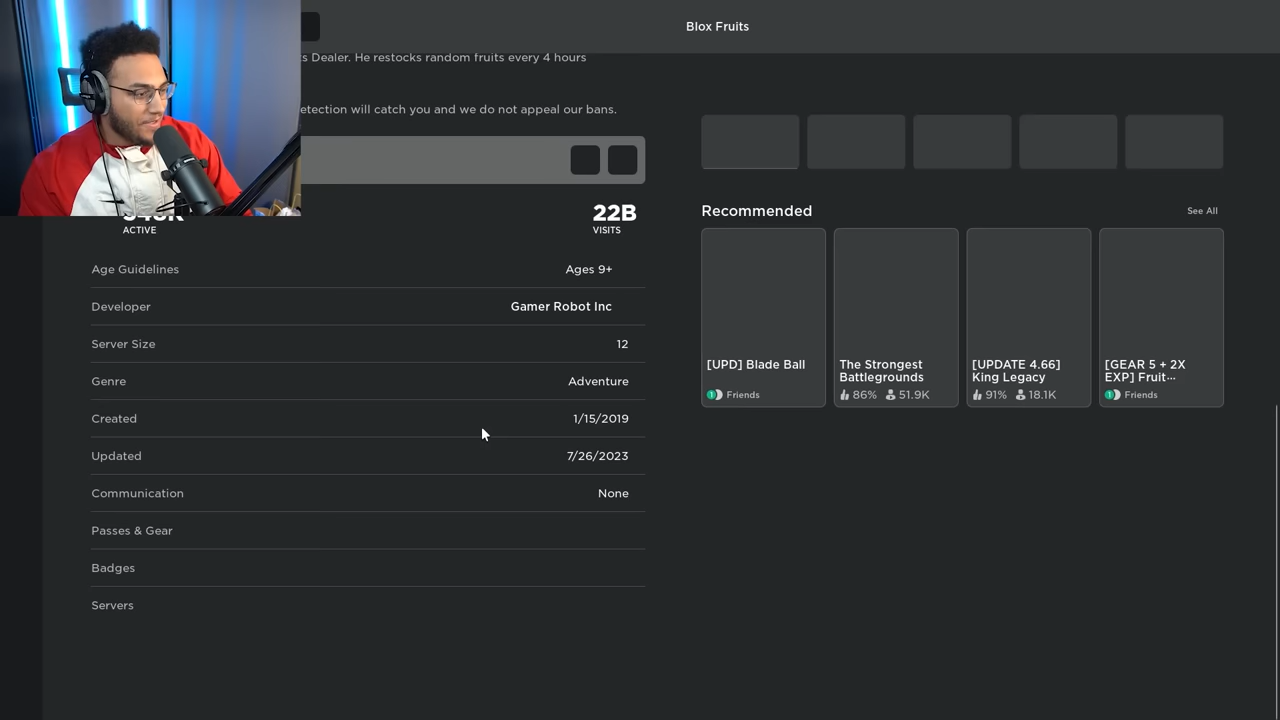 Blox Fruits
s Dealer. He restocks random fruits every 4 hours
etection will catch you and we do not appeal our bans.
22B
ACTIVE
VISITS
Age Guidelines
Ages 9+
Developer
Gamer Robot Inc
Server Size
12
Genre
Adventure
Created
1/15/2019
Updated
7/26/2023
Communication
None
Passes & Gear
Badges
Servers
Recommended
See All
[UPD] Blade Ball
Friends
The Strongest
Battlegrounds
86% 51.9K
[UPDATE 4.66]
King Legacy
91% 18.1K
[GEAR 5 + 2X
EXP] Fruit...
Friends